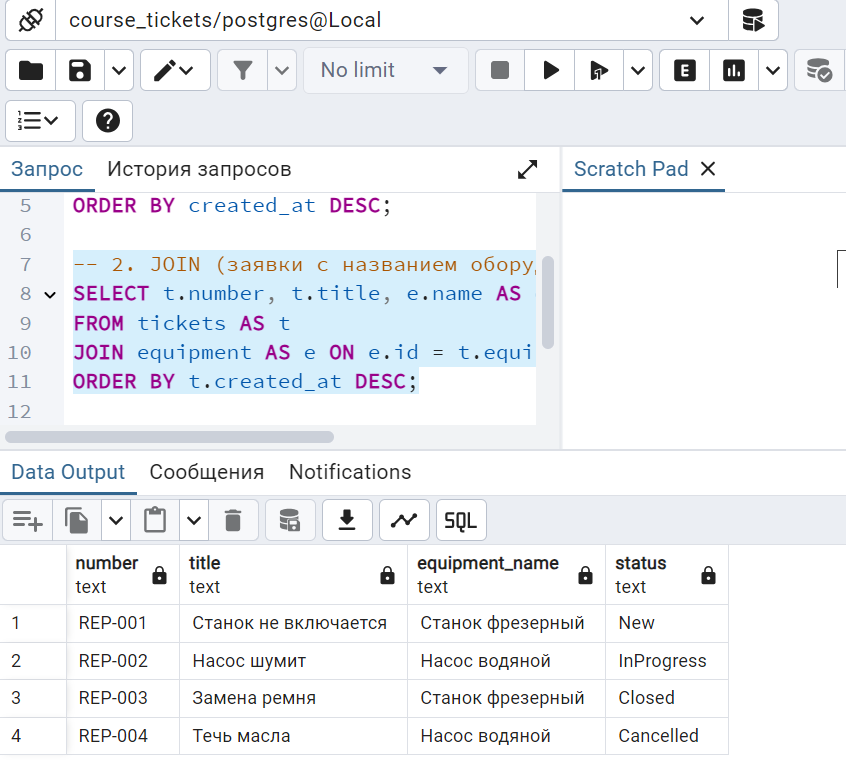 course_tickets/postgres@Local
No limit
E
Запрос История запросов
Scratch Pad
5 ORDER BY created_at DESC;
6
7 -- 2. JOIN (заявки с названием обору
8 SELECT t.number, t.title, e.name AS
9 FROM tickets AS t
10 JOIN equipment AS e ON e.id = t.equi
11 ORDER BY t.created_at DESC;
12
Data Output Сообщения Notifications
SQL
number title equipment_name status
text text text text
1 REP-001 Станок не включается Станок фрезерный New
2 REP-002 Насос шумит Насос водяной InProgress
3 REP-003 Замена ремня Станок фрезерный Closed
4 REP-004 Течь масла Насос водяной Cancelled